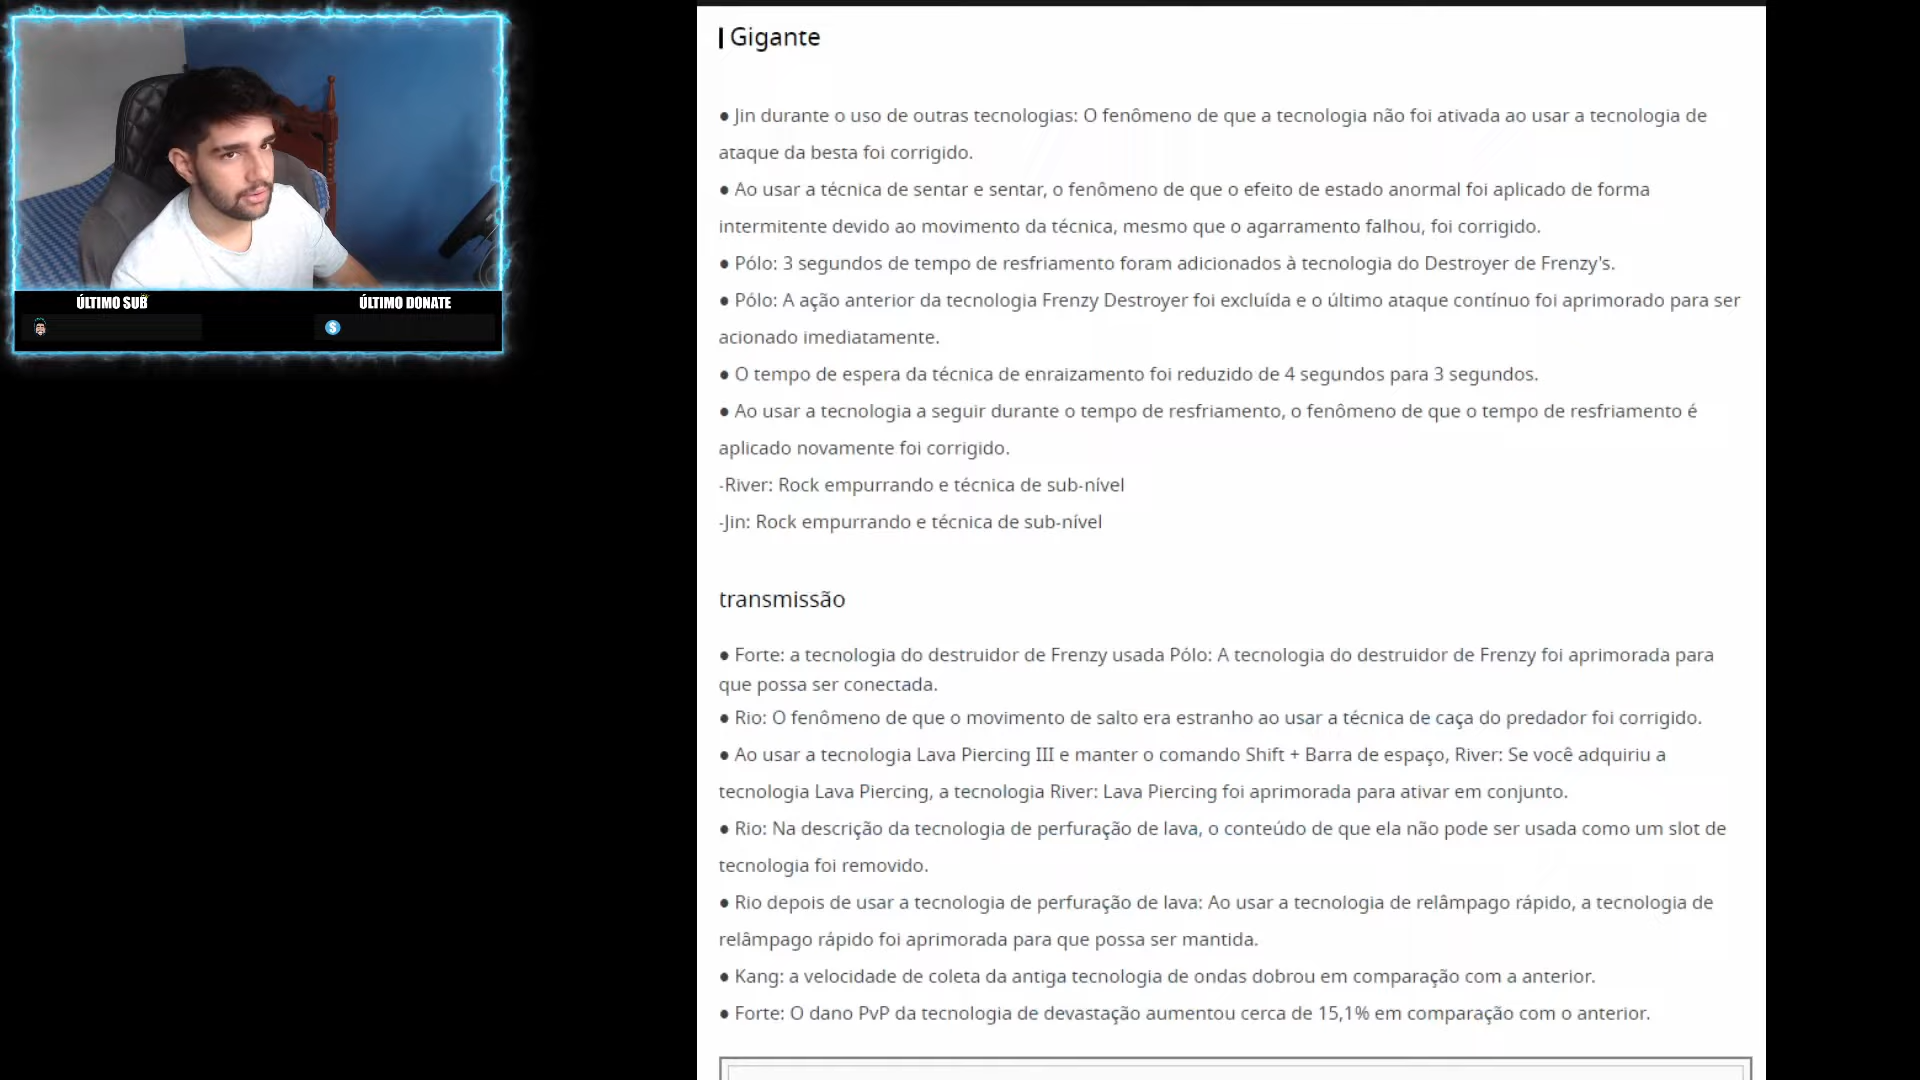 ÚLTIMO SUB
ÚLTIMO DONATE
Gigante
● Jin durante o uso de outras tecnologias: O fenômeno de que a tecnologia não foi ativada ao usar a tecnologia de
ataque da besta foi corrigido.
● Ao usar a técnica de sentar e sentar, o fenômeno de que o efeito de estado anormal foi aplicado de forma
intermitente devido ao movimento da técnica, mesmo que o agarramento falhou, foi corrigido.
● Pólo: 3 segundos de tempo de resfriamento foram adicionados à tecnologia do Destroyer de Frenzy's.
● Pólo: A ação anterior da tecnologia Frenzy Destroyer foi excluída e o último ataque contínuo foi aprimorado para ser
acionado imediatamente.
● O tempo de espera da técnica de enraizamento foi reduzido de 4 segundos para 3 segundos.
● Ao usar a tecnologia a seguir durante o tempo de resfriamento, o fenômeno de que o tempo de resfriamento é
aplicado novamente foi corrigido.
-River: Rock empurrando e técnica de sub-nível
-Jin: Rock empurrando e técnica de sub-nível
transmissão
● Forte: a tecnologia do destruidor de Frenzy usada Pólo: A tecnologia do destruidor de Frenzy foi aprimorada para
que possa ser conectada.
● Rio: O fenômeno de que o movimento de salto era estranho ao usar a técnica de caça do predador foi corrigido.
● Ao usar a tecnologia Lava Piercing III e manter o comando Shift + Barra de espaço, River: Se você adquiriu a
tecnologia Lava Piercing, a tecnologia River: Lava Piercing foi aprimorada para ativar em conjunto.
● Rio: Na descrição da tecnologia de perfuração de lava, o conteúdo de que ela não pode ser usada como um slot de
tecnologia foi removido.
● Rio depois de usar a tecnologia de perfuração de lava: Ao usar a tecnologia de relâmpago rápido, a tecnologia de
relâmpago rápido foi aprimorada para que possa ser mantida.
● Kang: a velocidade de coleta da antiga tecnologia de ondas dobrou em comparação com a anterior.
● Forte: O dano PvP da tecnologia de devastação aumentou cerca de 15,1% em comparação com o anterior.